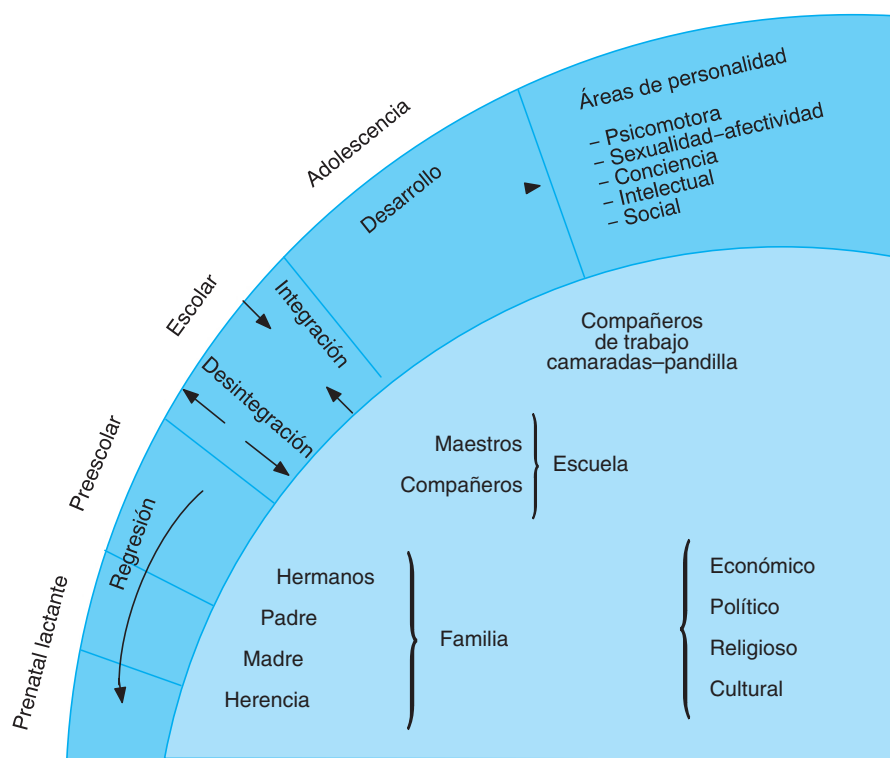 Áreas de personalidad
– Psicomotora
– Sexualidad–afectividad
– Conciencia
– Intelectual
– Social
Adolescencia
Desarrollo
Escolar
Integración
Desintegración
Preescolar
Regresión
Prenatal lactante
Compañeros
de trabajo
camaradas–pandilla
Maestros
Compañeros
Escuela
Hermanos
Padre
Madre
Herencia
Familia
Económico
Político
Religioso
Cultural